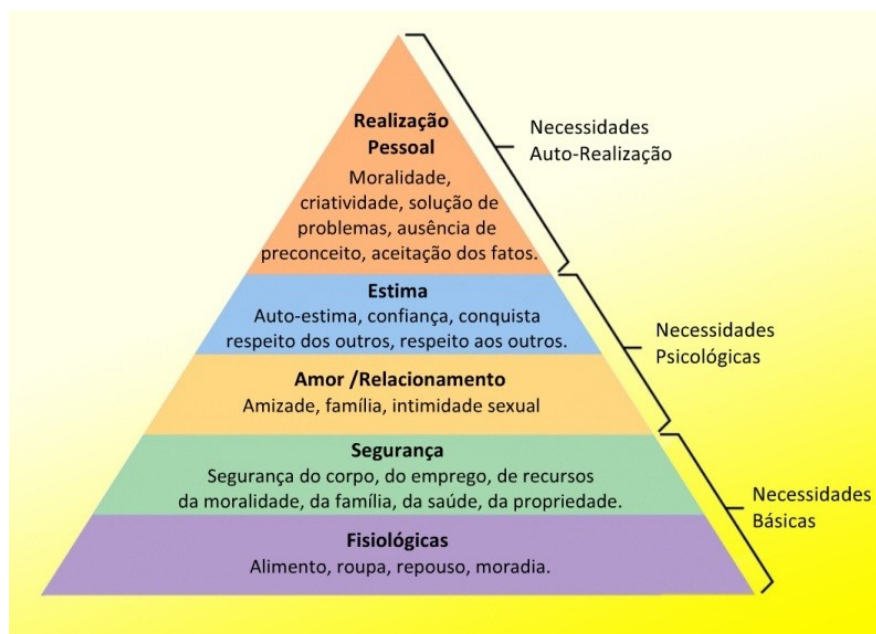 Realização
Pessoal
Moralidade,
criatividade, solução de
problemas, ausência de
preconceito, aceitação dos fatos.
Necessidades
Auto-Realização
Estima
Auto-estima, confiança, conquista
respeito dos outros, respeito aos outros.
Amor /Relacionamento
Amizade, família, intimidade sexual
Necessidades
Psicológicas
Segurança
Segurança do corpo, do emprego, de recursos
da moralidade, da família, da saúde, da propriedade.
Fisiológicas
Alimento, roupa, repouso, moradia.
Necessidades
Básicas